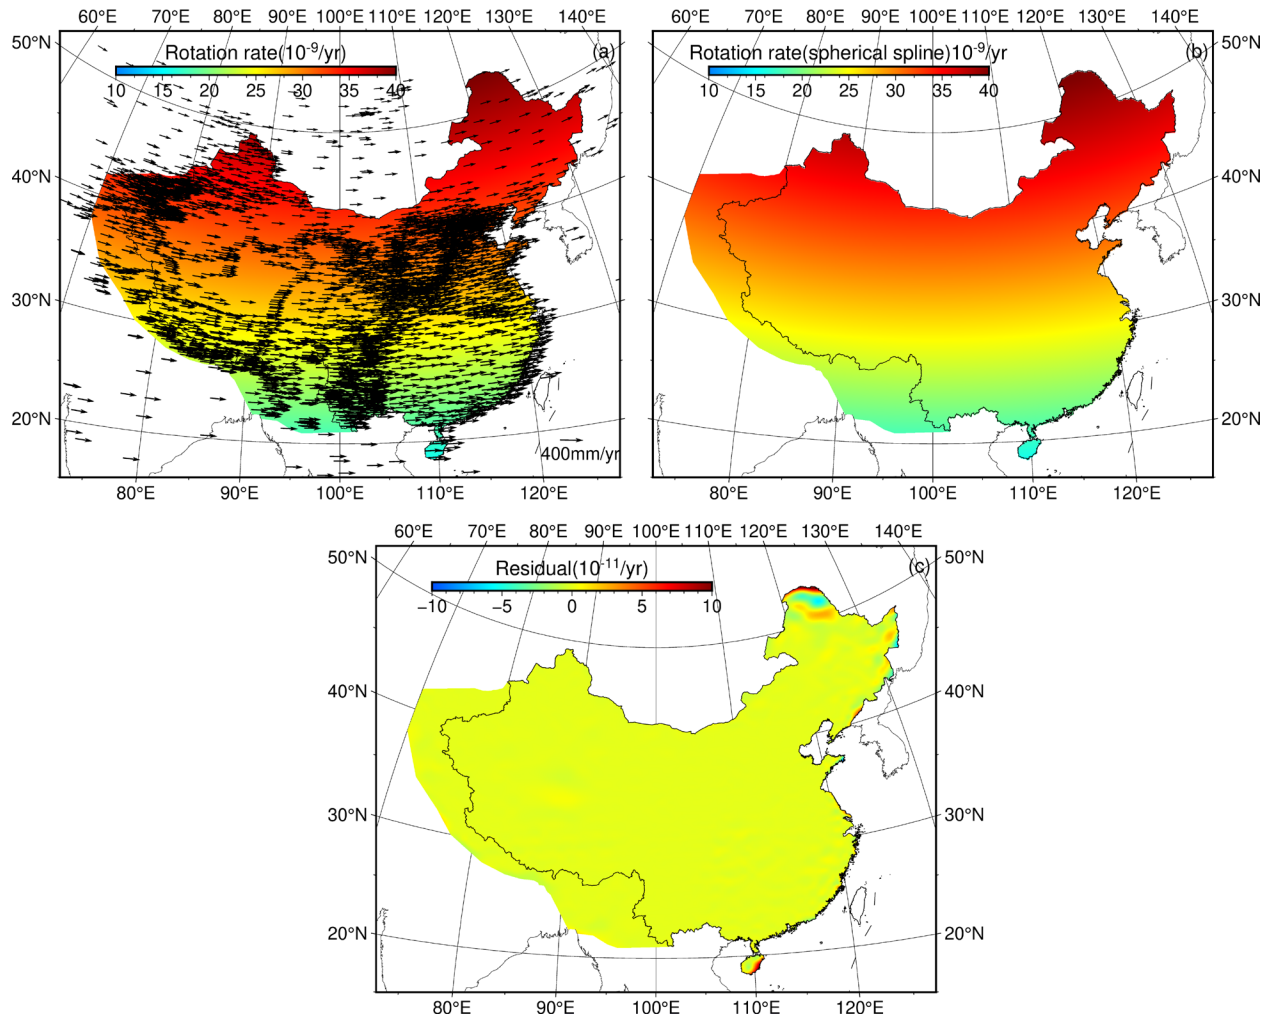 60°E 70°E 80°E 90°E 100°E 110°E 120°E 130°E 140°E
50°N
Rotation rate(10⁻⁹/yr)
(a)
10 15 20 25 30 35 40
40°N
30°N
20°N
400mm/yr
80°E 90°E 100°E 110°E 120°E
60°E 70°E 80°E 90°E 100°E 110°E 120°E 130°E 140°E
Rotation rate(spherical spline)10⁻⁹/yr
(b)
50°N
10 15 20 25 30 35 40
40°N
30°N
20°N
80°E 90°E 100°E 110°E 120°E
60°E 70°E 80°E 90°E 100°E 110°E 120°E 130°E 140°E
50°N
Residual(10⁻¹¹/yr)
(c)
50°N
−10 −5 0 5 10
40°N 40°N
30°N 30°N
20°N 20°N
80°E 90°E 100°E 110°E 120°E